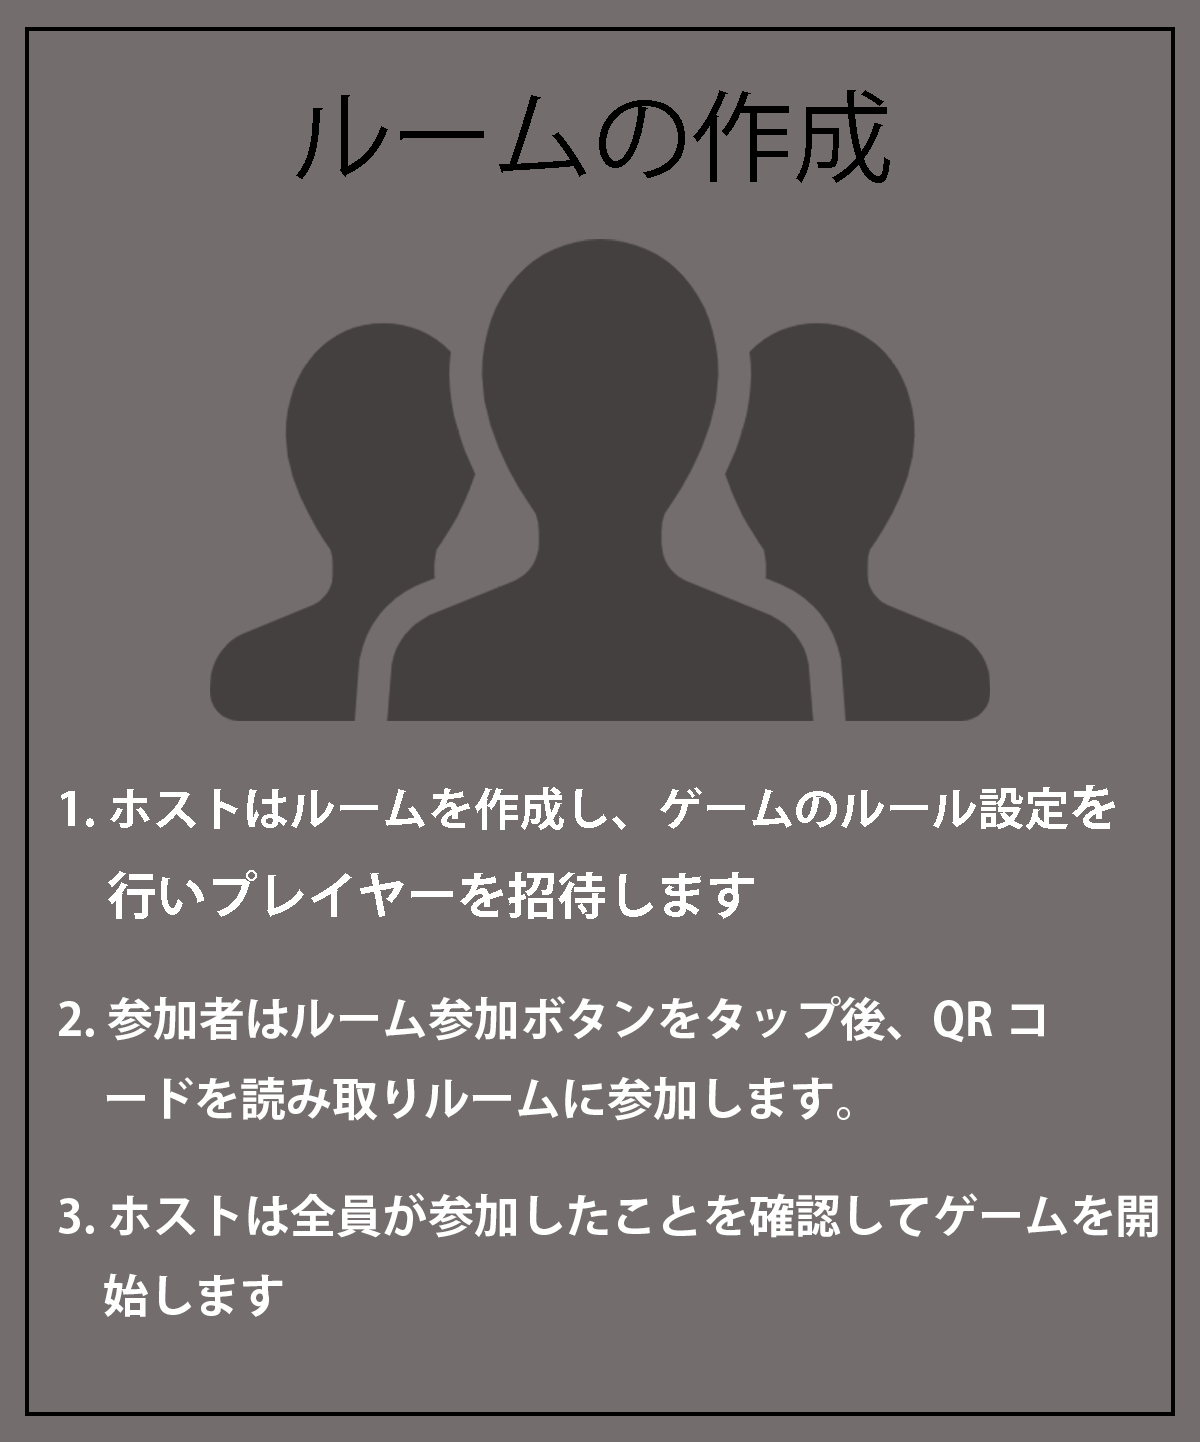 ルームの作成
1. ホストはルームを作成し、ゲームのルール設定を
行いプレイヤーを招待します
2. 参加者はルーム参加ボタンをタップ後、QR コ
ードを読み取りルームに参加します。
3. ホストは全員が参加したことを確認してゲームを開
始します